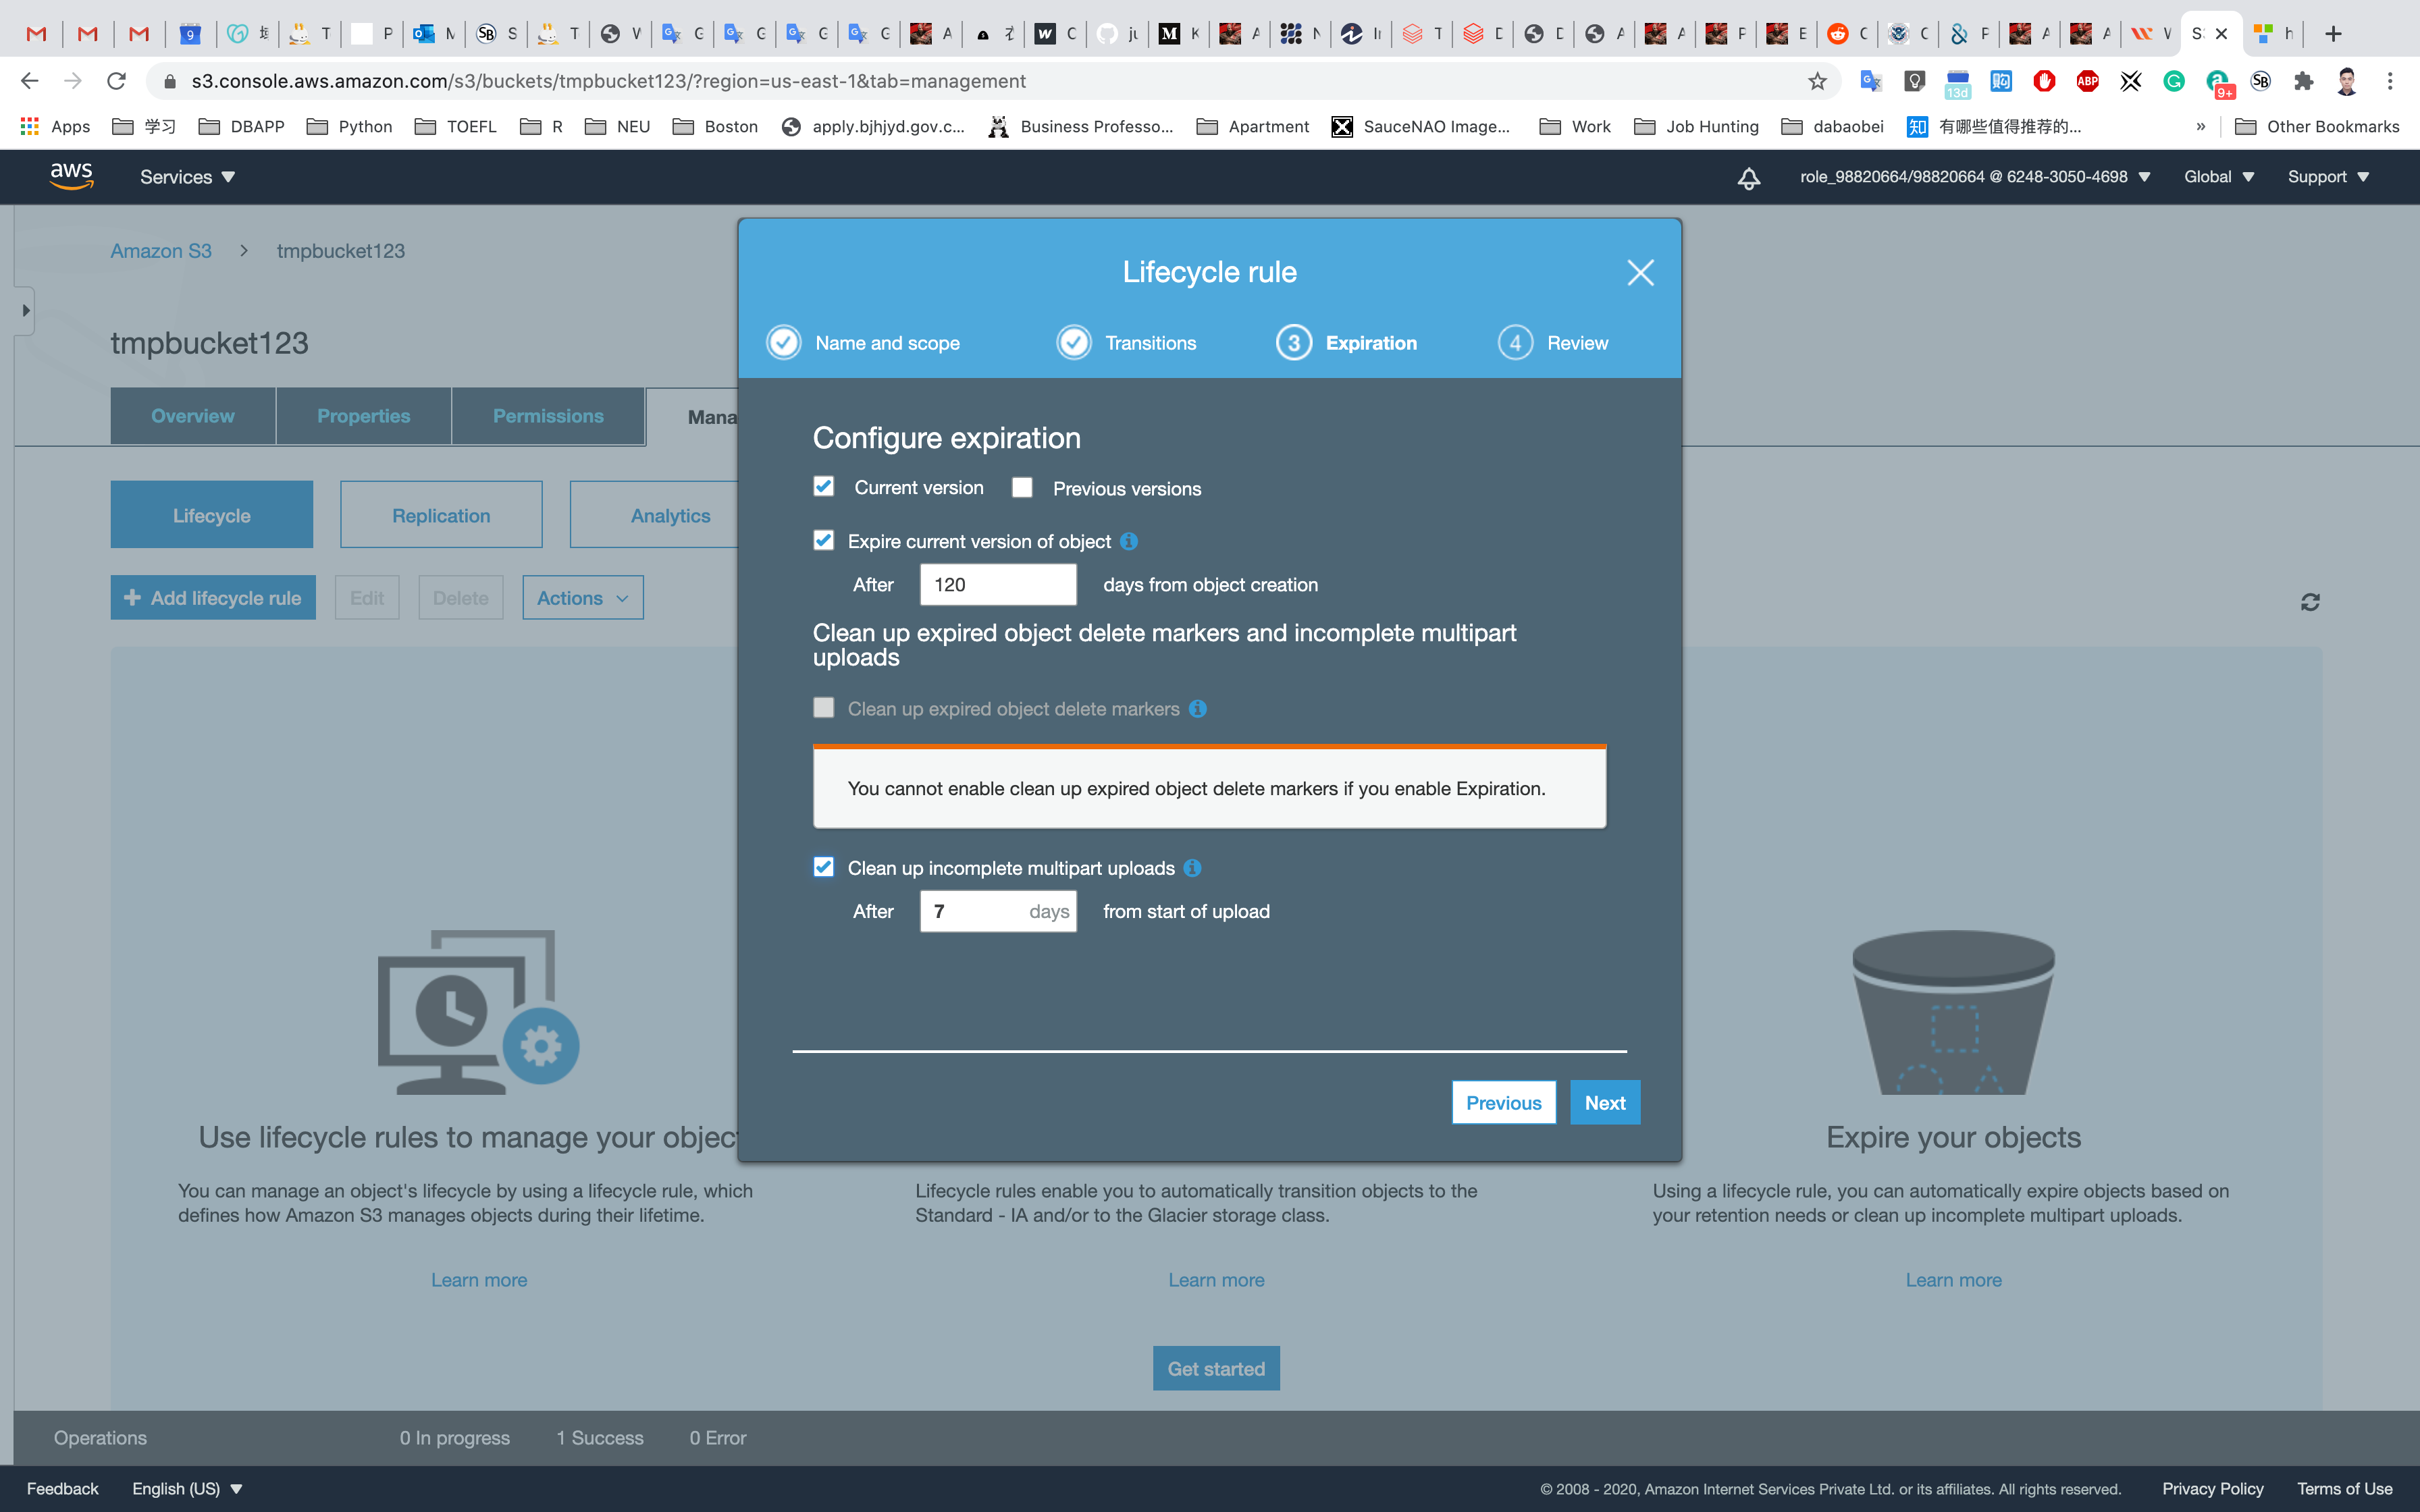 9
T
P
M
S
T
G
G
G
G
A
C
K
A
N
T
D
D
A
A
P
E
C
C
P
A
A
S
h
s3.console.aws.amazon.com/s3/buckets/tmpbucket123/?region=us-east-1&tab=management
13d
ABP
9+
Apps
学习
DBAPP
Python
TOEFL
R
NEU
Boston
apply.bjhjyd.gov.c...
Business Professo...
Apartment
SauceNAO Image...
Work
Job Hunting
dabaobei
知 有哪些值得推荐的...
»
Other Bookmarks
aws
Services
role_98820664/98820664 @ 6248-3050-4698
Global
Support
Amazon S3 > tmpbucket123
tmpbucket123
Overview
Properties
Permissions
Mana
Lifecycle
Replication
Analytics
+ Add lifecycle rule
Edit
Delete
Actions
Lifecycle rule
Name and scope
Transitions
3 Expiration
4 Review
Configure expiration
Current version
Previous versions
Expire current version of object
After 120 days from object creation
Clean up expired object delete markers and incomplete multipart
uploads
Clean up expired object delete markers
You cannot enable clean up expired object delete markers if you enable Expiration.
Clean up incomplete multipart uploads
After 7 days from start of upload
Previous
Next
Use lifecycle rules to manage your objec
You can manage an object's lifecycle by using a lifecycle rule, which
defines how Amazon S3 manages objects during their lifetime.
Learn more
Lifecycle rules enable you to automatically transition objects to the
Standard - IA and/or to the Glacier storage class.
Learn more
Expire your objects
Using a lifecycle rule, you can automatically expire objects based on
your retention needs or clean up incomplete multipart uploads.
Learn more
Get started
Operations
0 In progress
1 Success
0 Error
Feedback
English (US)
© 2008 - 2020, Amazon Internet Services Private Ltd. or its affiliates. All rights reserved.
Privacy Policy
Terms of Use